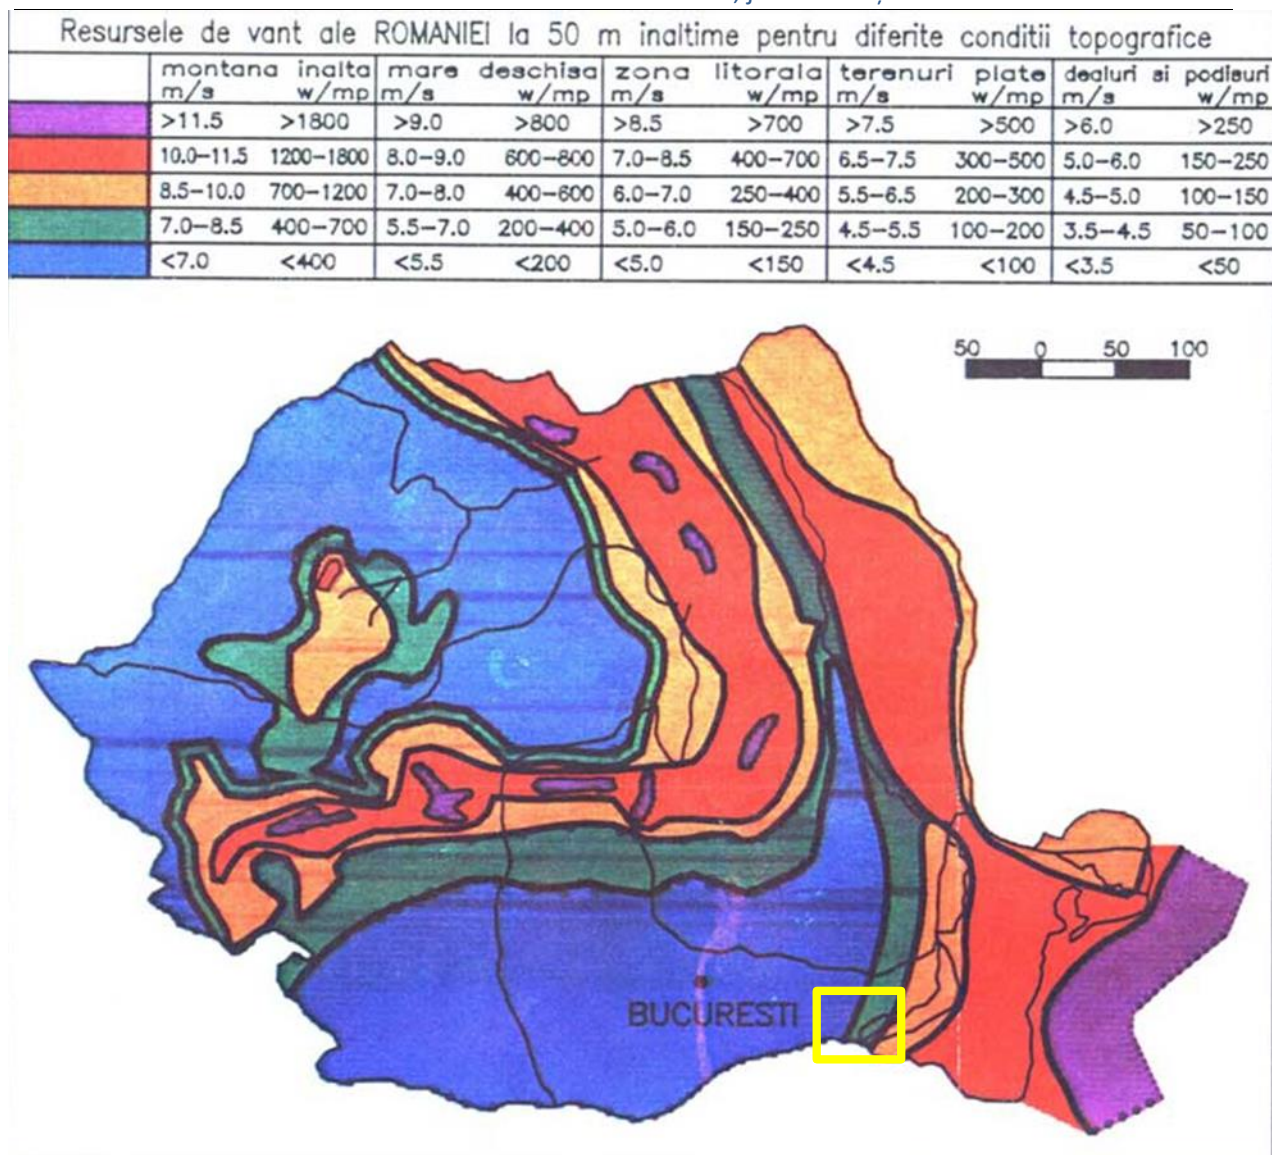 Resursele de vant ale ROMANIEI la 50 m inaltime pentru diferite conditii topografice
montana inalta mare deschisa zona litorala terenuri plate dealuri si podisuri
m/s w/mp m/s w/mp m/s w/mp m/s w/mp m/s w/mp
>11.5 >1800 >9.0 >800 >8.5 >700 >7.5 >500 >6.0 >250
10.0–11.5 1200–1800 8.0–9.0 600–800 7.0–8.5 400–700 6.5–7.5 300–500 5.0–6.0 150–250
8.5–10.0 700–1200 7.0–8.0 400–600 6.0–7.0 250–400 5.5–6.5 200–300 4.5–5.0 100–150
7.0–8.5 400–700 5.5–7.0 200–400 5.0–6.0 150–250 4.5–5.5 100–200 3.5–4.5 50–100
<7.0 <400 <5.5 <200 <5.0 <150 <4.5 <100 <3.5 <50
50 0 50 100
BUCURESTI